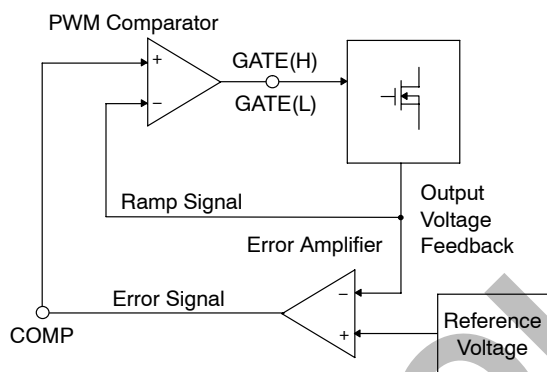 PWM Comparator
+
−
GATE(H)
GATE(L)
Ramp Signal
Output
Voltage
Feedback
Error Amplifier
Error Signal
−
+
COMP
Reference
Voltage